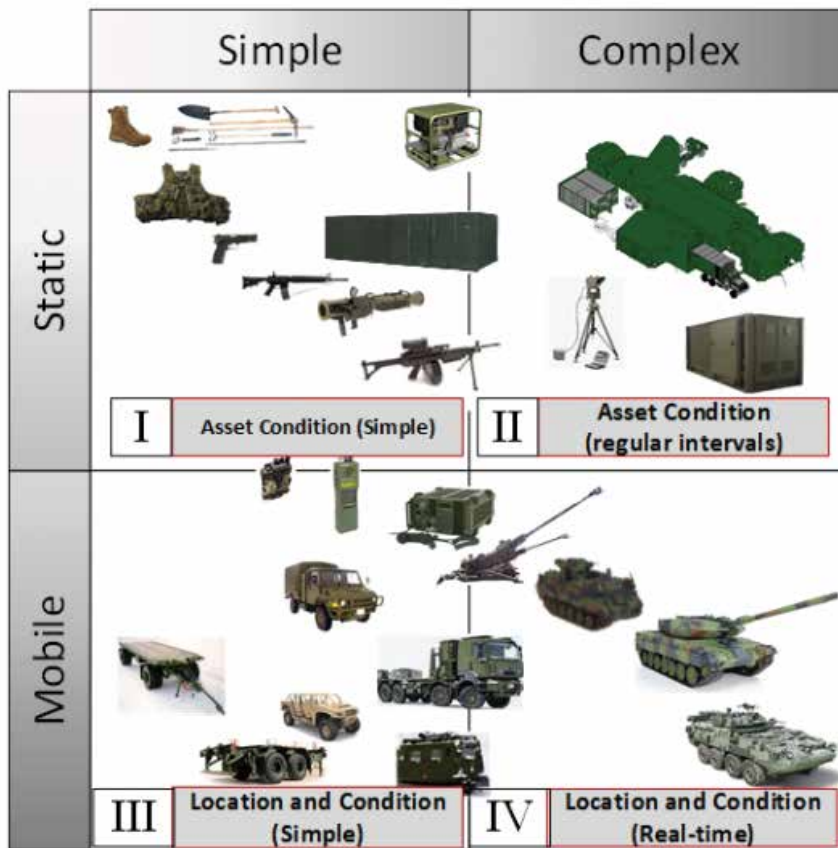 Simple
Complex
Static
I
Asset Condition (Simple)
II
Asset Condition
(regular intervals)
Mobile
III
Location and Condition
(Simple)
IV
Location and Condition
(Real-time)